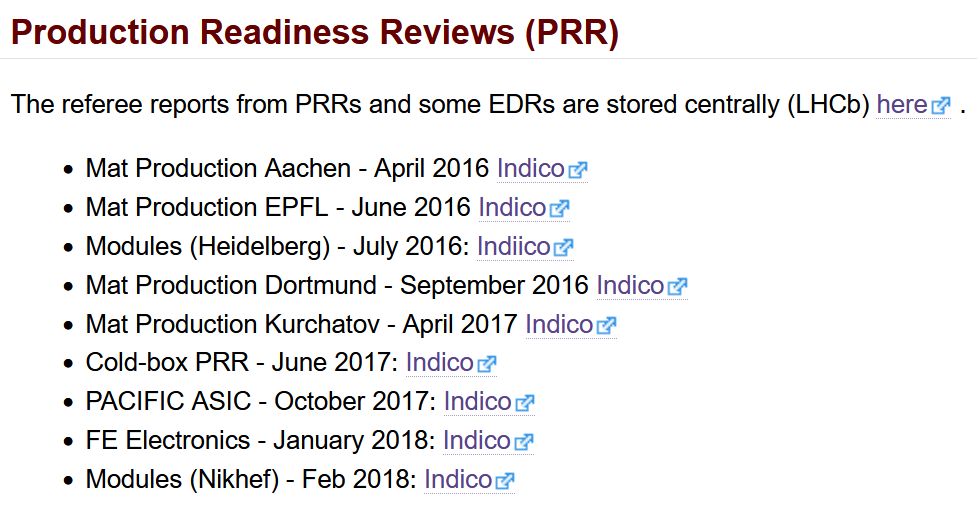 Production Readiness Reviews (PRR)
The referee reports from PRRs and some EDRs are stored centrally (LHCb) here .
• Mat Production Aachen - April 2016 Indico
• Mat Production EPFL - June 2016 Indico
• Modules (Heidelberg) - July 2016: Indiico
• Mat Production Dortmund - September 2016 Indico
• Mat Production Kurchatov - April 2017 Indico
• Cold-box PRR - June 2017: Indico
• PACIFIC ASIC - October 2017: Indico
• FE Electronics - January 2018: Indico
• Modules (Nikhef) - Feb 2018: Indico